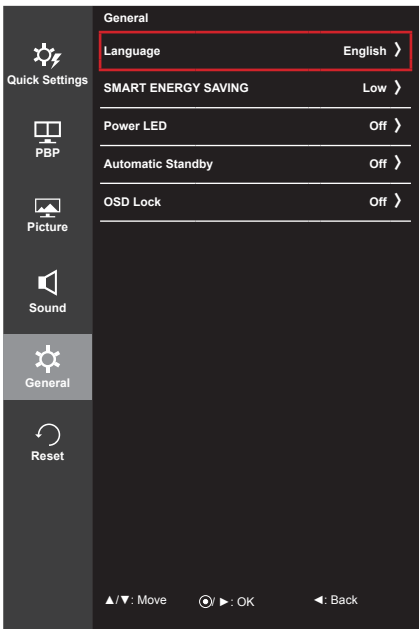 General
Quick Settings
PBP
Picture
Sound
General
Reset
Language English ❭
SMART ENERGY SAVING Low ❭
Power LED Off ❭
Automatic Standby Off ❭
OSD Lock Off ❭
▲/▼: Move ◉/ ►: OK ◄: Back